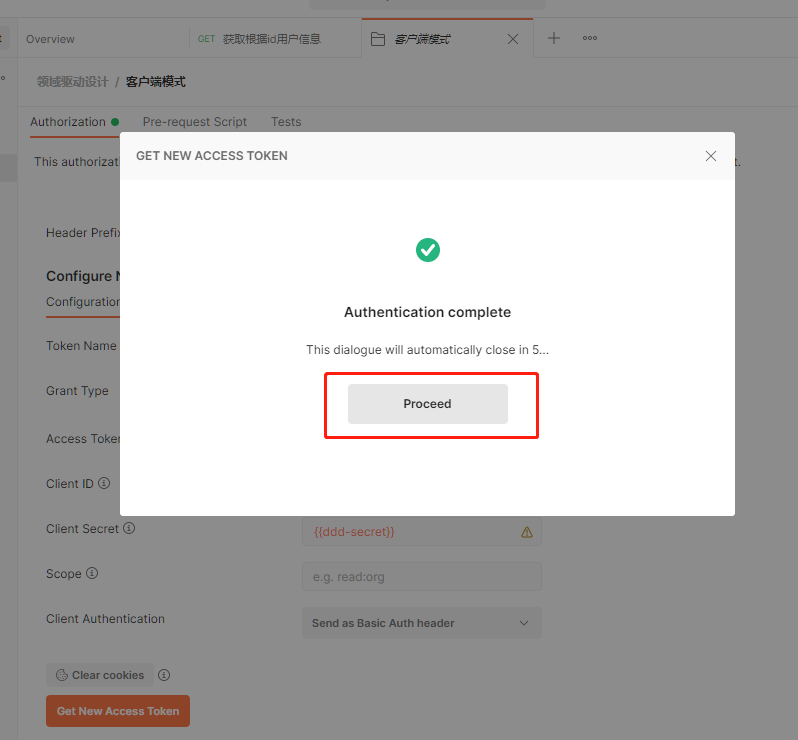 Overview
GET 获取根据id用户信息
客户端模式
领域驱动设计 / 客户端模式
Authorization
Pre-request Script
Tests
This authorizat
GET NEW ACCESS TOKEN
Header Prefix
Authentication complete
Configure N
Configuration
This dialogue will automatically close in 5...
Token Name
Proceed
Grant Type
Access Token
Client ID
Client Secret
{{ddd-secret}}
Scope
e.g. read:org
Client Authentication
Send as Basic Auth header
Clear cookies
Get New Access Token